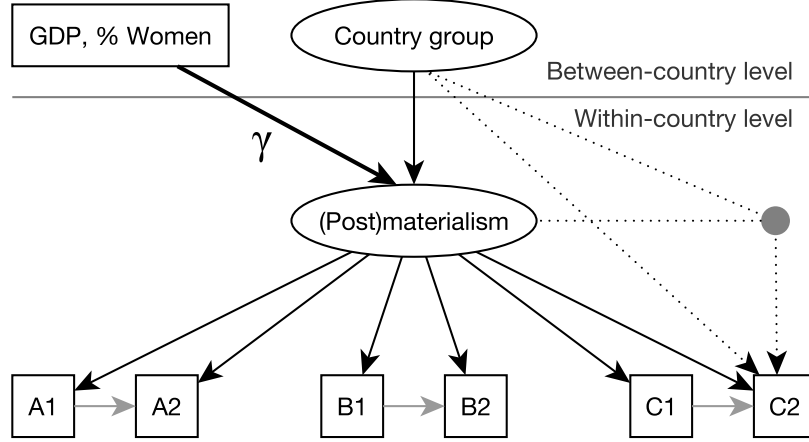 GDP, % Women
Country group
Between-country level
Within-country level
γ
(Post)materialism
A1
A2
B1
B2
C1
C2